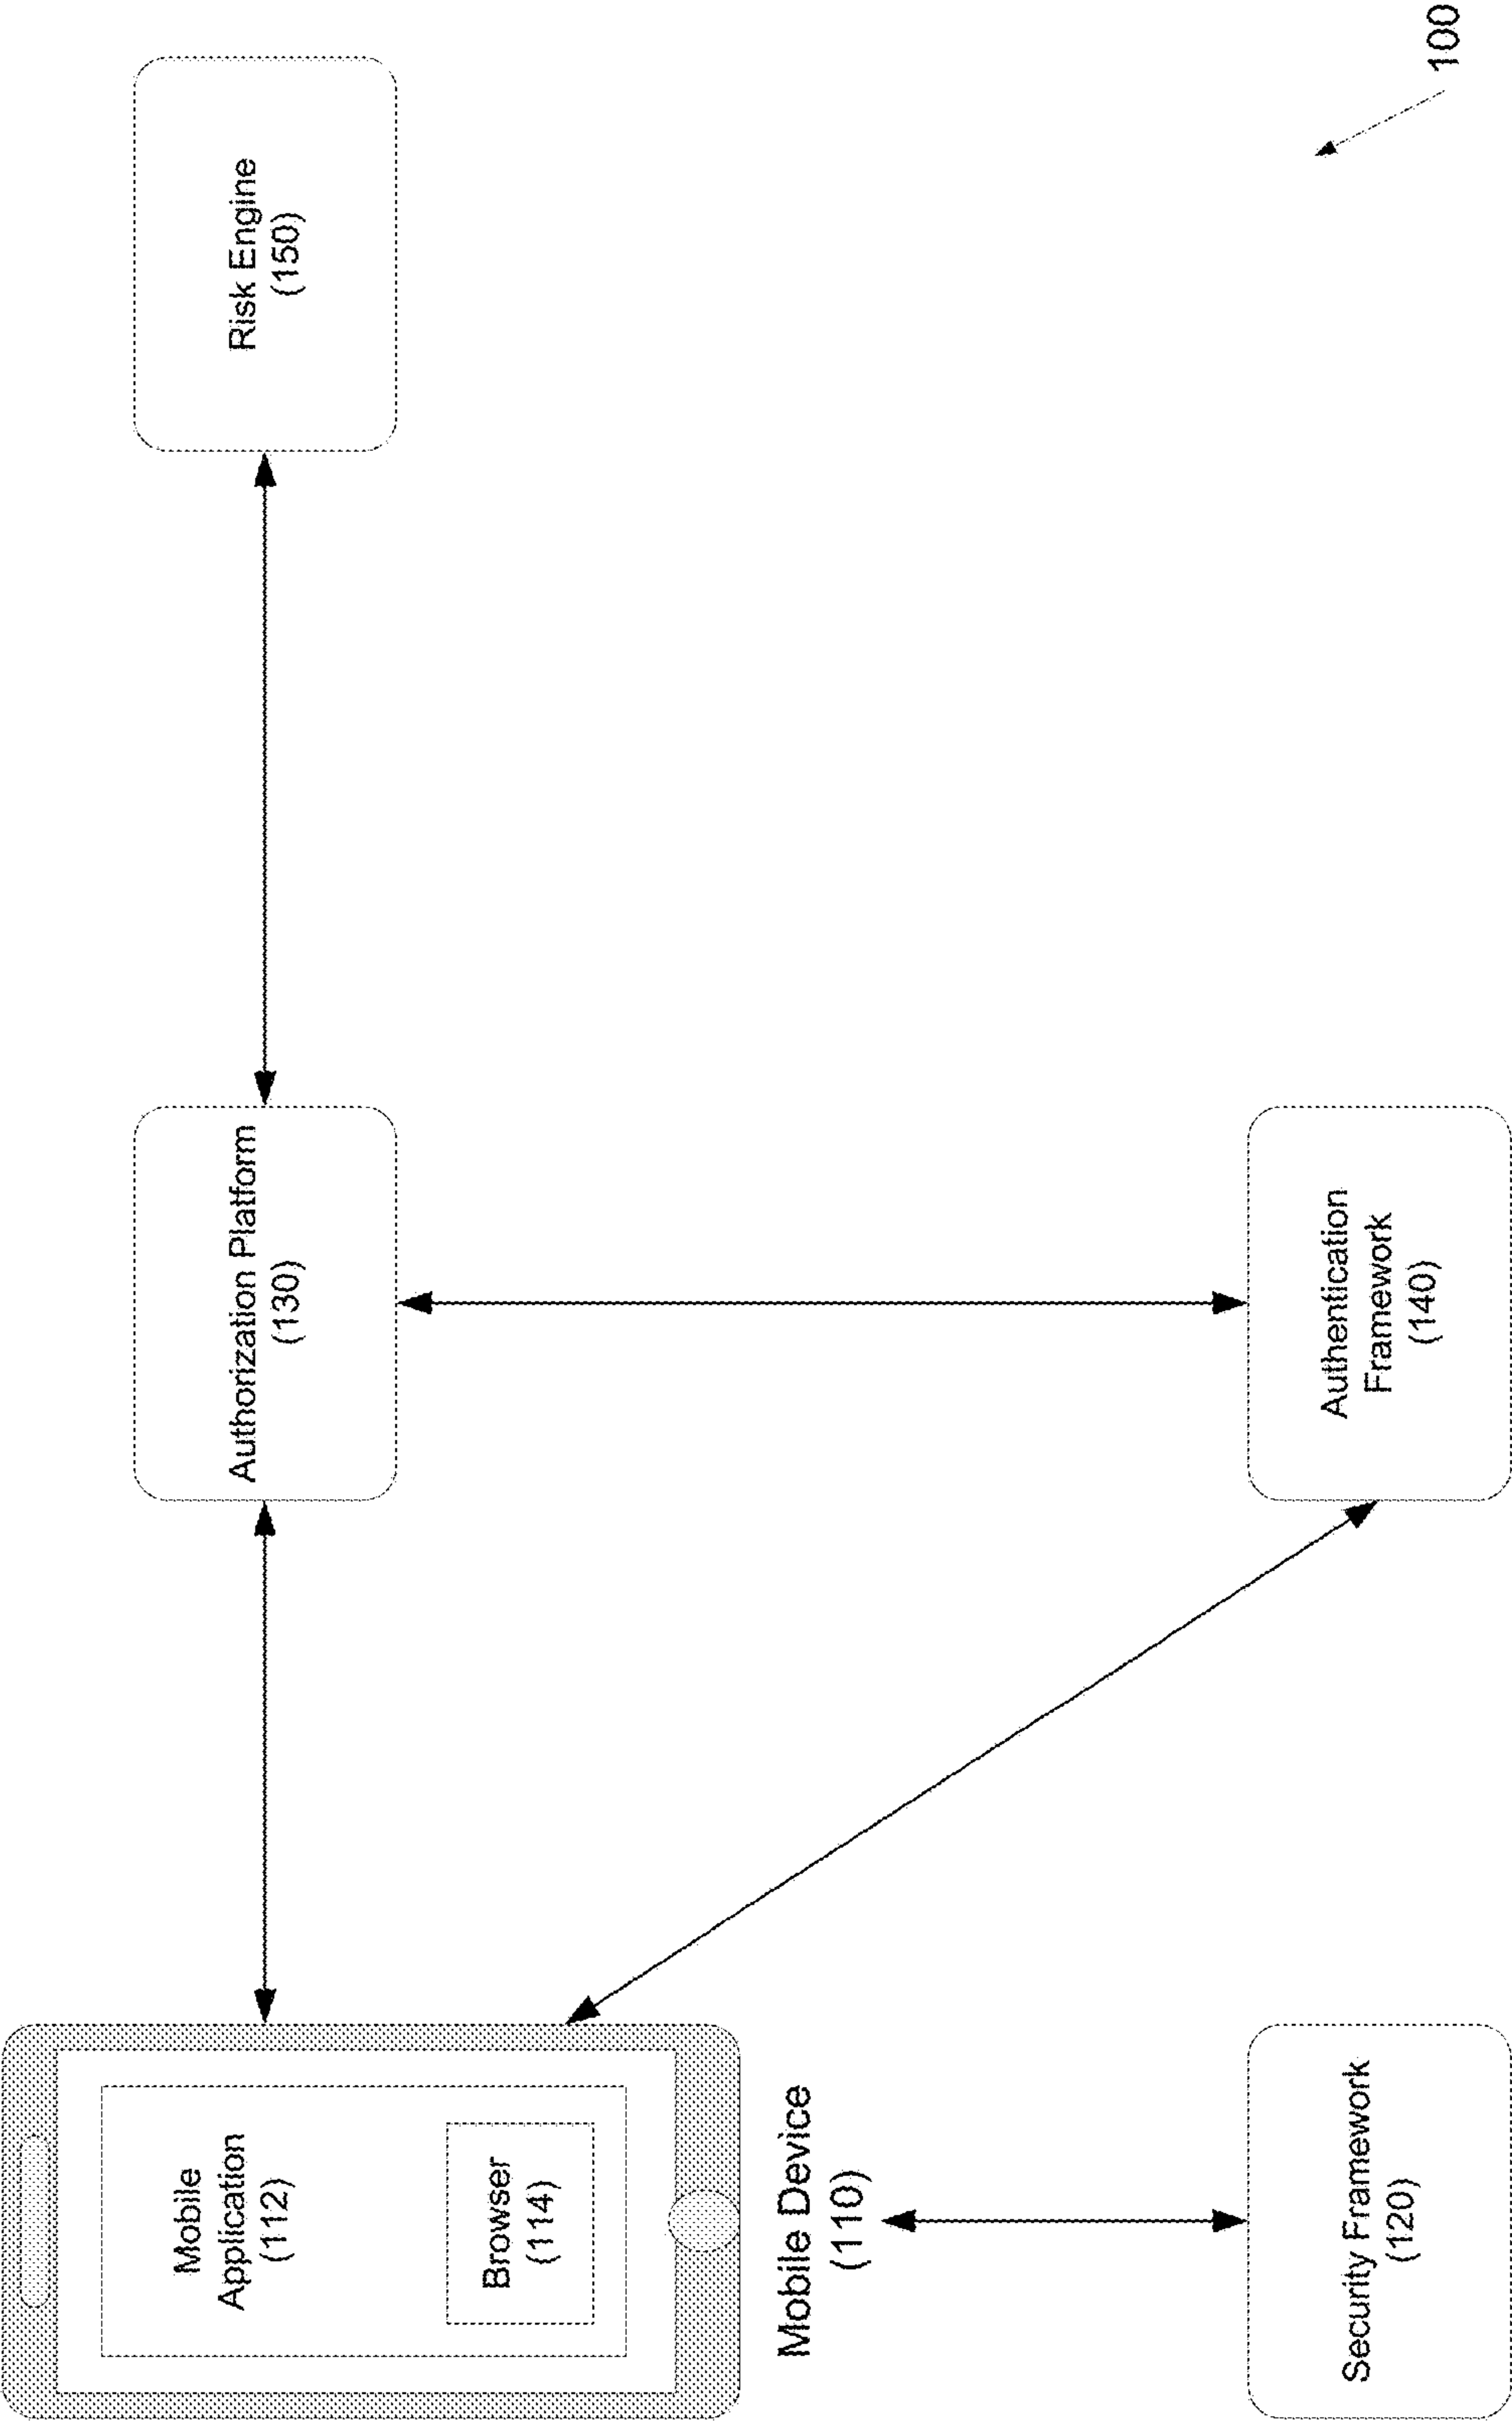 Mobile
Application
(112)
Browser
(114)
Mobile Device
(110)
Authorization Platform
(130)
Risk Engine
(150)
Security Framework
(120)
Authentication
Framework
(140)
100